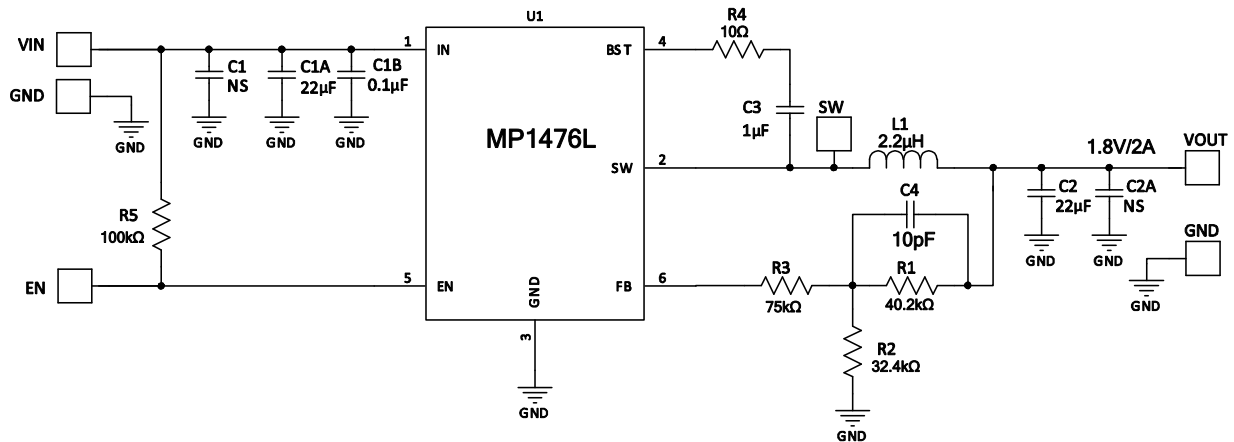 U1
VIN
GND
GND
C1
NS
GND
C1A
22µF
GND
C1B
0.1µF
GND
R5
100kΩ
EN
1
IN
5
EN
MP1476L
GND
3
GND
BST
4
SW
2
FB
6
R4
10Ω
C3
1µF
SW
L1
2.2µH
C4
10pF
R3
75kΩ
R1
40.2kΩ
R2
32.4kΩ
GND
1.8V/2A
VOUT
C2
22µF
GND
C2A
NS
GND
GND
GND